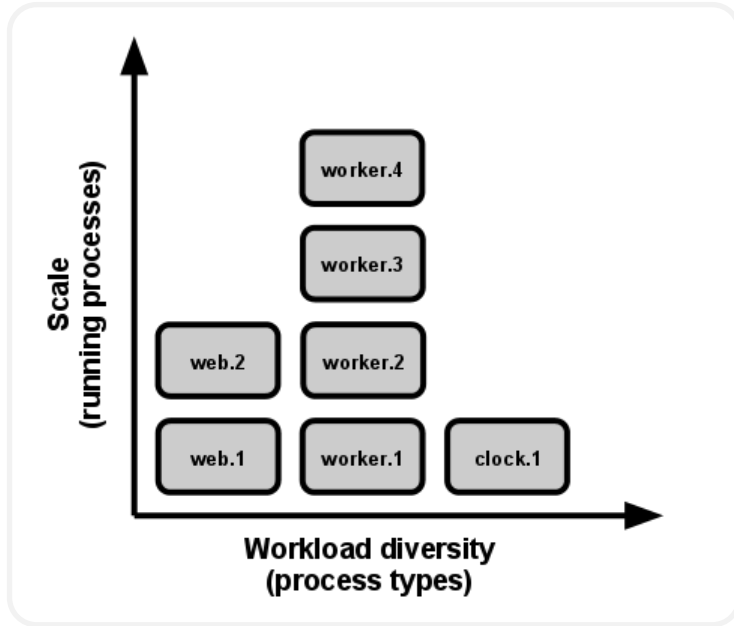 worker.4
worker.3
web.2
worker.2
web.1
worker.1
clock.1
Scale
(running processes)
Workload diversity
(process types)